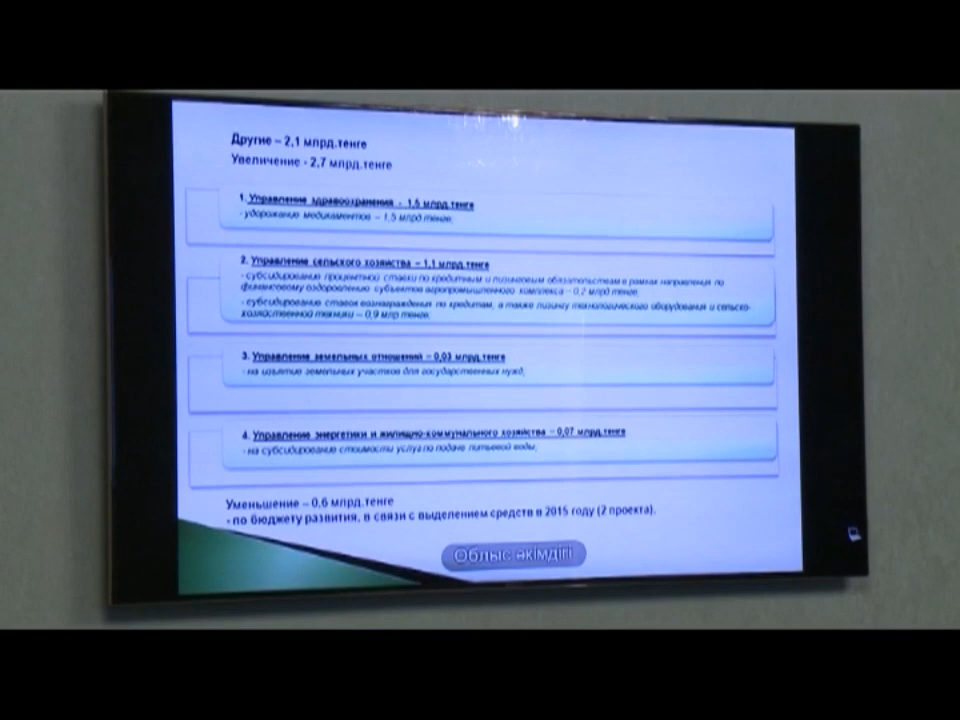 Другие – 2,1 млрд.тенге
Увеличение - 2,7 млрд.тенге
1. Управление здравоохранения - 1,5 млрд.тенге
- удорожание медикаментов – 1,5 млрд тенге;
2. Управление сельского хозяйства – 1,1 млрд.тенге
- субсидирование процентной ставки по кредитным и лизинговым обязательствам в рамках направления по
финансовому оздоровлению субъектов агропромышленного комплекса – 0,2 млрд тенге;
- субсидирование ставок вознаграждения по кредитам, а также лизингу технологического оборудования и сельско-
хозяйственной техники – 0,9 млр тенге;
3. Управление земельных отношений – 0,03 млрд.тенге
- на изъятие земельных участков для государственных нужд;
4. Управление энергетики и жилищно-коммунального хозяйства – 0,07 млрд.тенге
- на субсидирование стоимости услуг по подаче питьевой воды;
Уменьшение – 0,6 млрд.тенге
- по бюджету развития, в связи с выделением средств в 2015 году (2 проекта).
Облыс әкімдігі